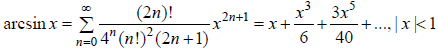 arcsin x = ∑_{n=0}^{∞} (2n)! / (4^n (n!)^2 (2n+1)) x^{2n+1} = x + x^3/6 + 3x^5/40 + ..., | x |< 1